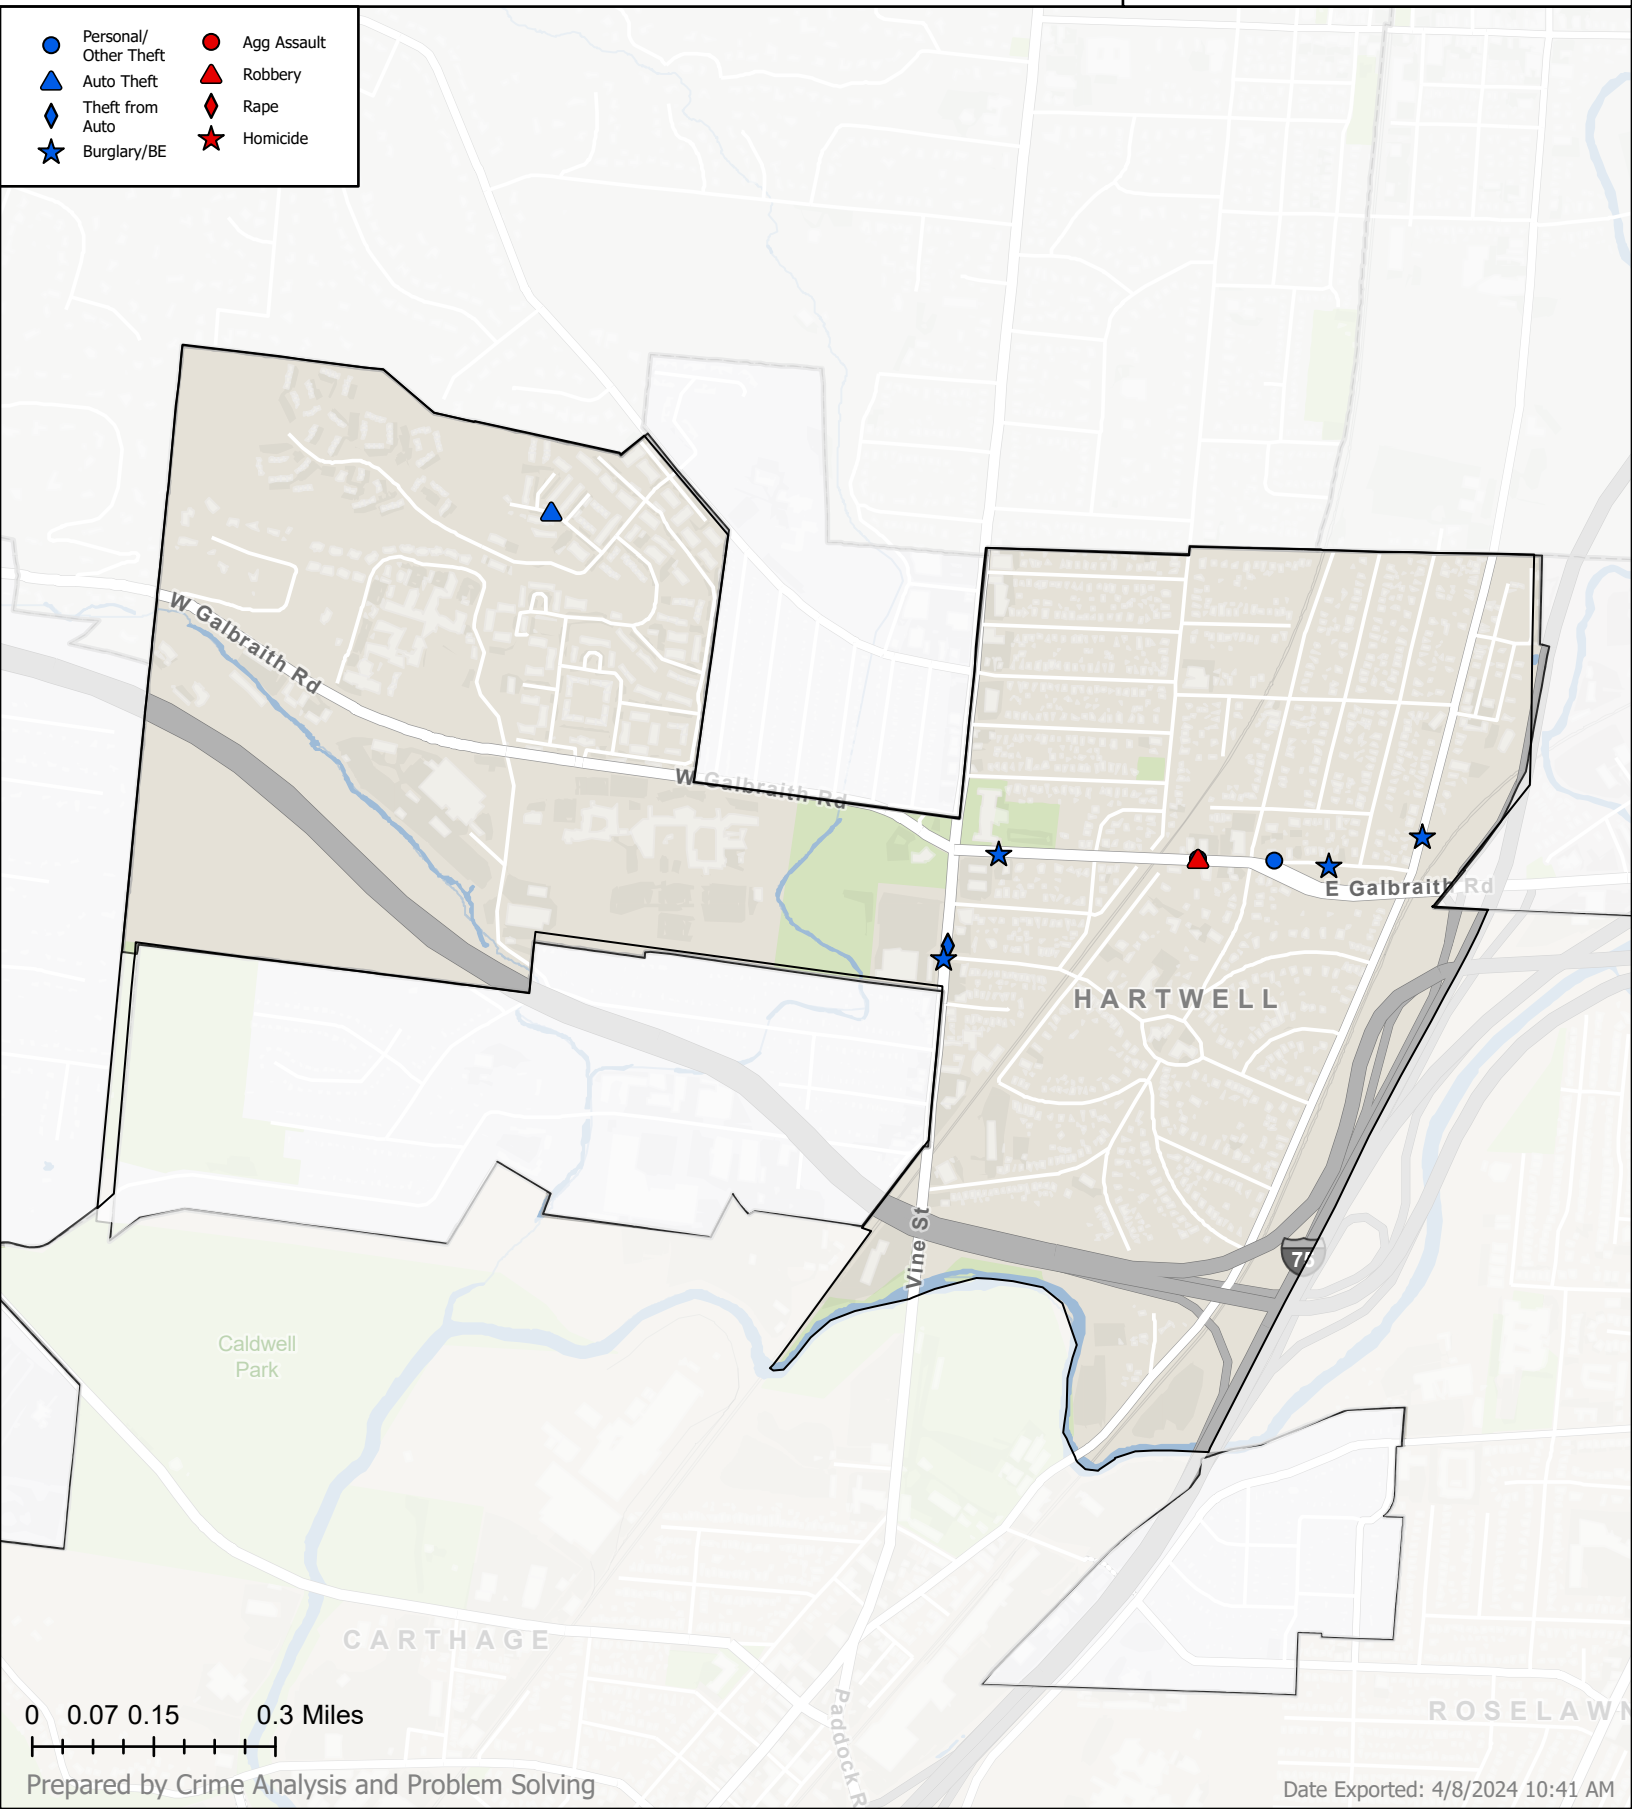 Personal/
Other Theft
Auto Theft
Theft from
Auto
Burglary/BE
Agg Assault
Robbery
Rape
Homicide
W Galbraith Rd
W Galbraith Rd
E Galbraith Rd
HARTWELL
Vine St
75
Caldwell
Park
CARTHAGE
Paddock R
ROSELAWN
0 0.07 0.15 0.3 Miles
Prepared by Crime Analysis and Problem Solving
Date Exported: 4/8/2024 10:41 AM